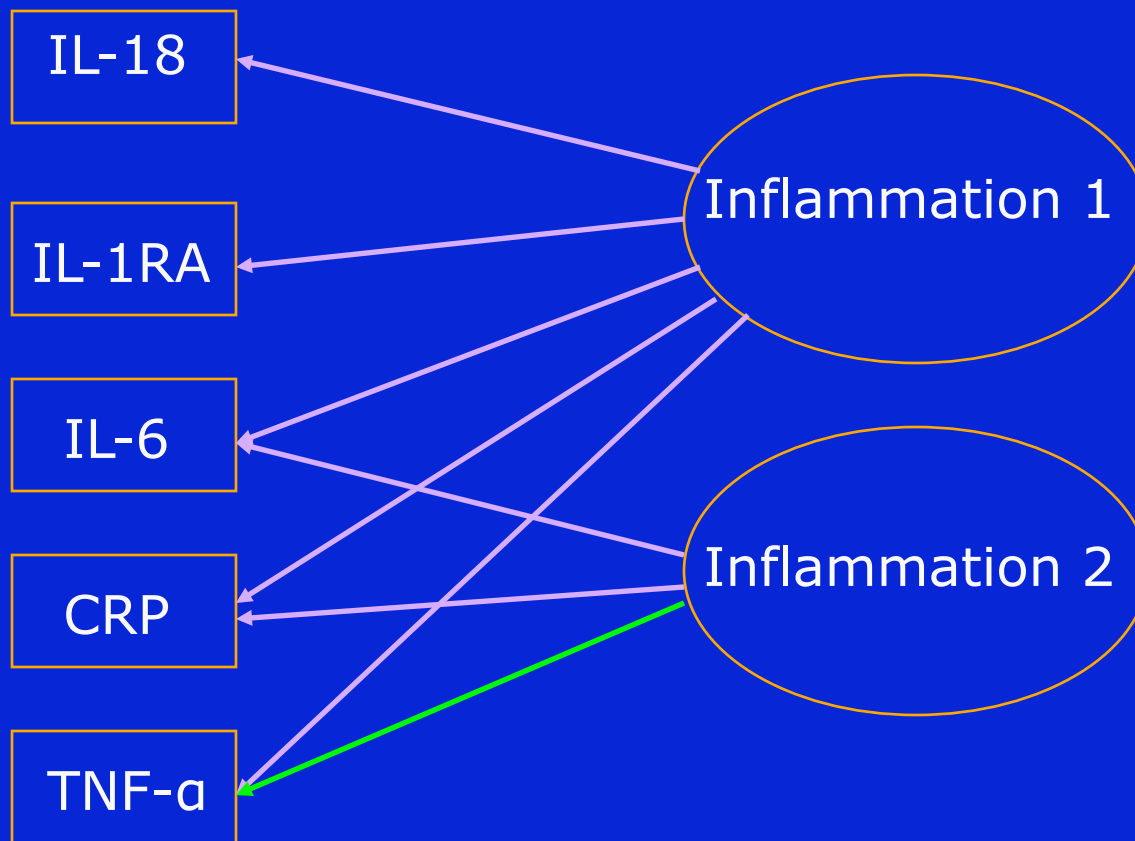 IL-18
Inflammation 1
IL-1RA
IL-6
Inflammation 2
CRP
TNF-α